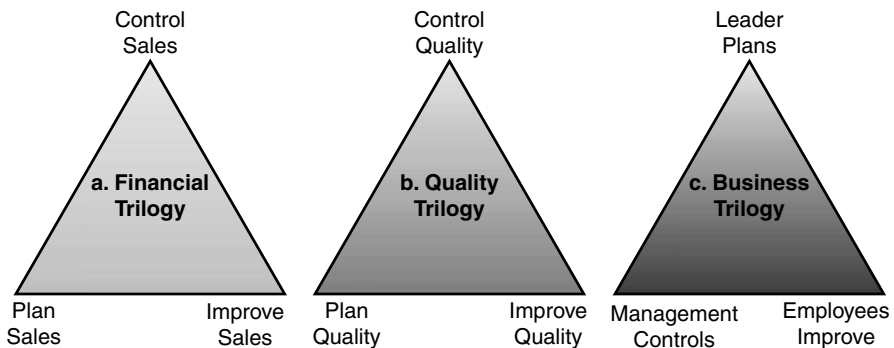 Control
Sales
a. Financial
Trilogy
Plan
Sales
Improve
Sales
Control
Quality
b. Quality
Trilogy
Plan
Quality
Improve
Quality
Leader
Plans
c. Business
Trilogy
Management
Controls
Employees
Improve